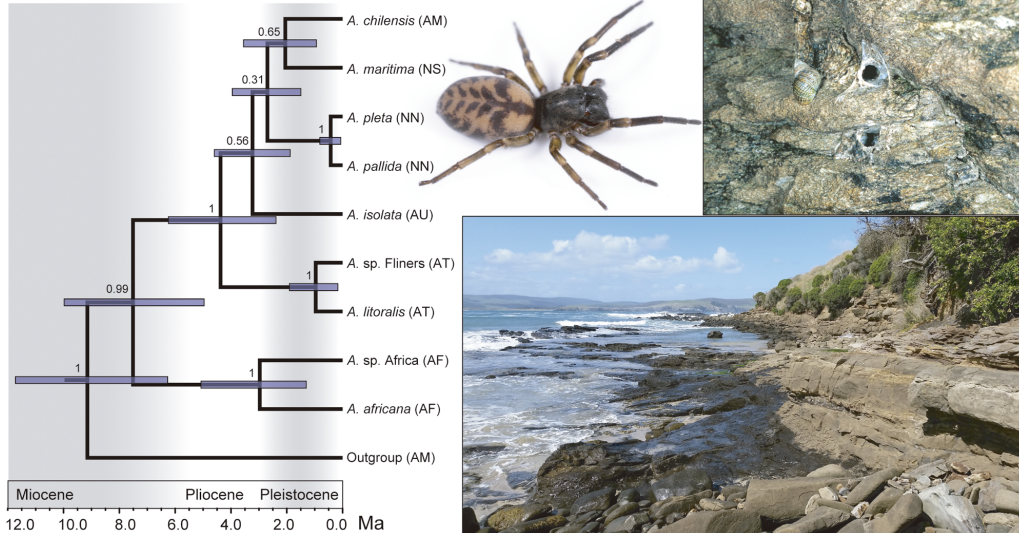 A. chilensis (AM)
0.65
A. maritima (NS)
0.31
A. pleta (NN)
1
0.56
A. pallida (NN)
1
A. isolata (AU)
A. sp. Fliners (AT)
1
0.99
A. litoralis (AT)
A. sp. Africa (AF)
1
1
A. africana (AF)
Outgroup (AM)
Miocene Pliocene Pleistocene
12.0 10.0 8.0 6.0 4.0 2.0 0.0 Ma